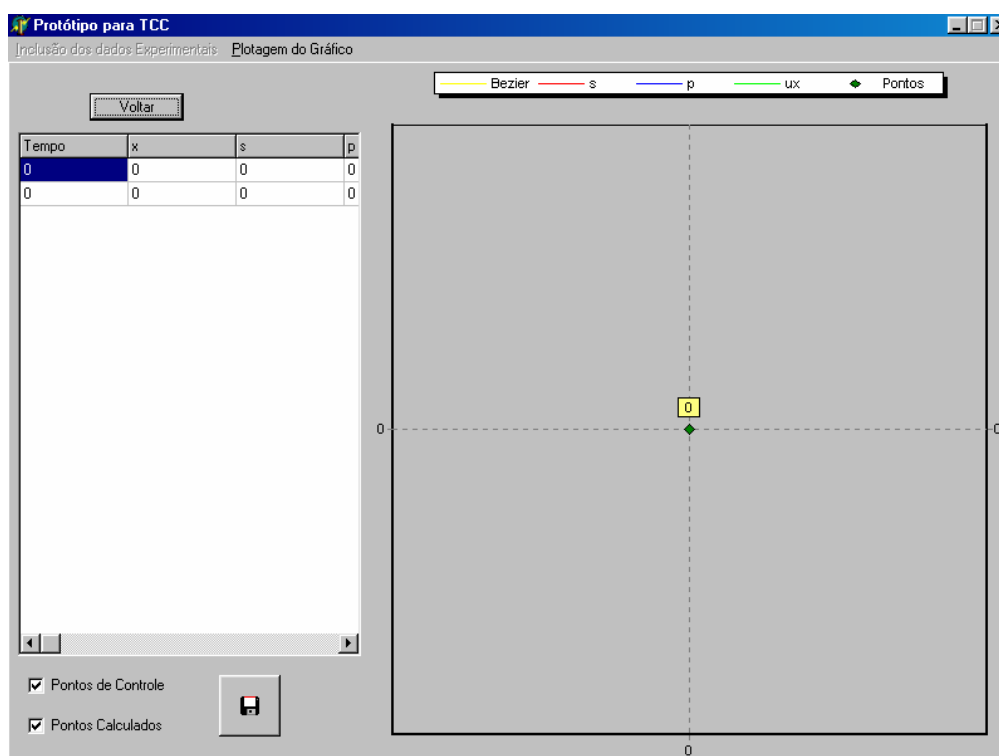 Protótipo para TCC
Inclusão dos dados Experimentais Plotagem do Gráfico
Bezier s p ux Pontos
Voltar
Tempo x s p
0 0 0 0
0 0 0 0
0
0 0
0
Pontos de Controle
Pontos Calculados